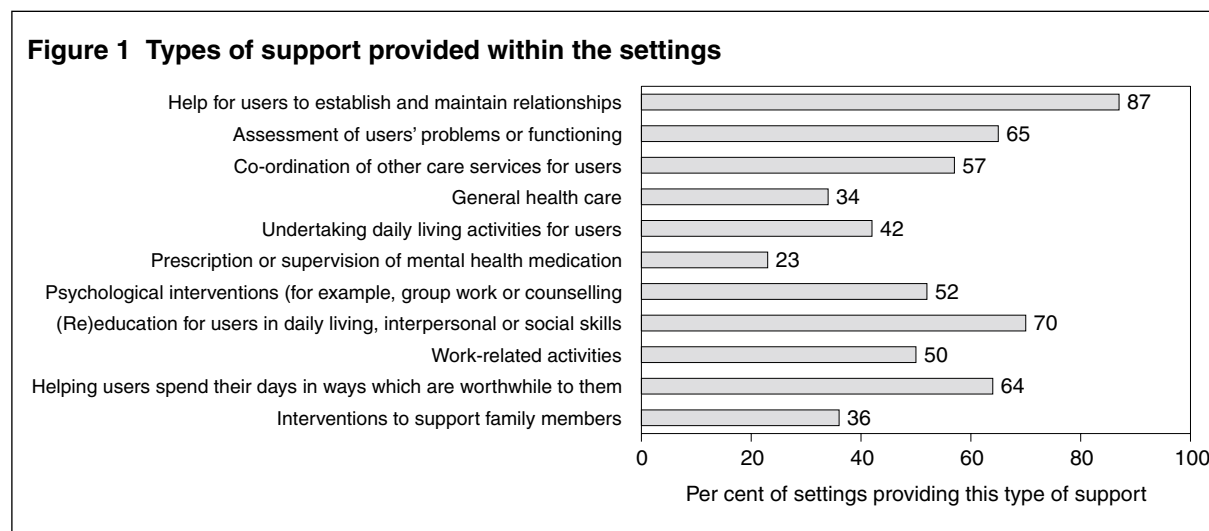 Figure 1 Types of support provided within the settings
Help for users to establish and maintain relationships 87
Assessment of users' problems or functioning 65
Co-ordination of other care services for users 57
General health care 34
Undertaking daily living activities for users 42
Prescription or supervision of mental health medication 23
Psychological interventions (for example, group work or counselling 52
(Re)education for users in daily living, interpersonal or social skills 70
Work-related activities 50
Helping users spend their days in ways which are worthwhile to them 64
Interventions to support family members 36
0 20 40 60 80 100
Per cent of settings providing this type of support